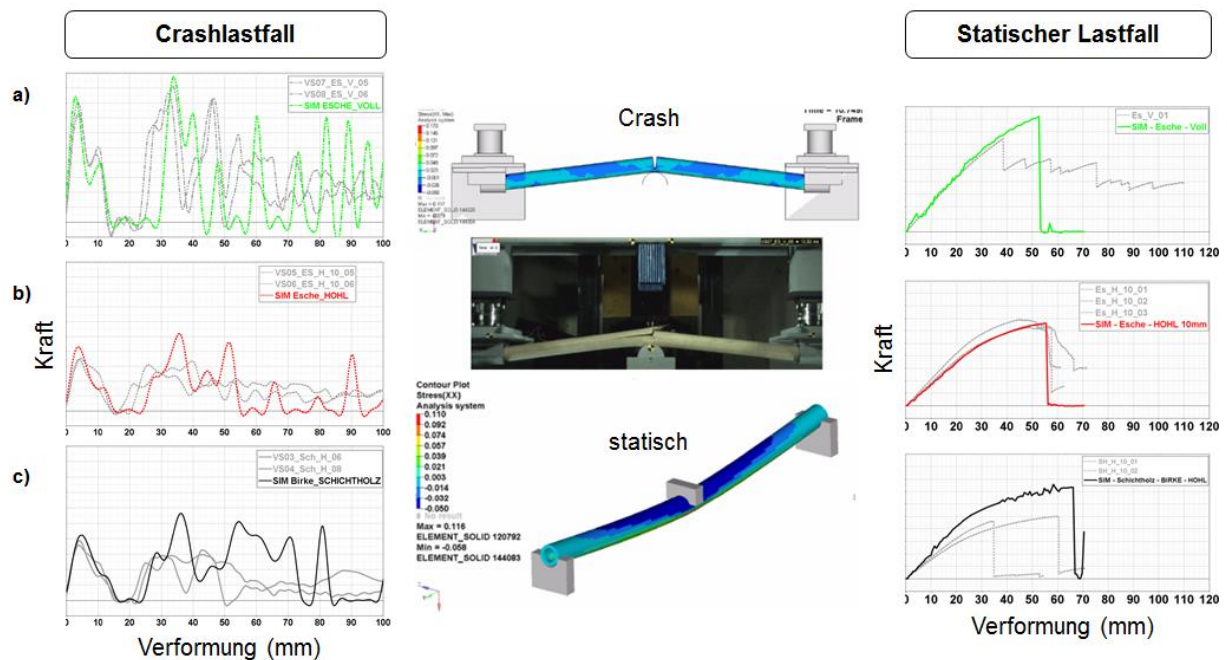 Crashlastfall
Statischer Lastfall
a)
VS07_ES_V_05
VS08_ES_V_06
SIM ESCHE_VOLL
0 10 20 30 40 50 60 70 80 90 100
b)
VS05_ES_H_10_05
VS06_ES_H_10_06
SIM Esche_HOHL
0 10 20 30 40 50 60 70 80 90 100
Kraft
c)
VS03_Sch_H_06
VS04_Sch_H_08
SIM Birke_SCHICHTHOLZ
0 10 20 30 40 50 60 70 80 90 100
Verformung (mm)
Analysis system
Crash
Frame
Contour Plot
Stress(XX)
Analysis system
0.110
0.092
0.074
0.057
0.039
0.021
0.003
-0.014
-0.032
-0.050
No result
Max = 0.116
ELEMENT_SOLID 120792
Min = -0.058
ELEMENT_SOLID 144083
statisch
Es_V_01
SIM - Esche - Voll
0 10 20 30 40 50 60 70 80 90 100 110 120
Es_H_10_01
Es_H_10_02
Es_H_10_03
SIM - Esche - HOHL 10mm
0 10 20 30 40 50 60 70 80 90 100 110 120
Kraft
SH_H_10_01
SH_H_10_02
SIM - Schichtholz - BIRKE - HOHL
0 10 20 30 40 50 60 70 80 90 100 110 120
Verformung (mm)